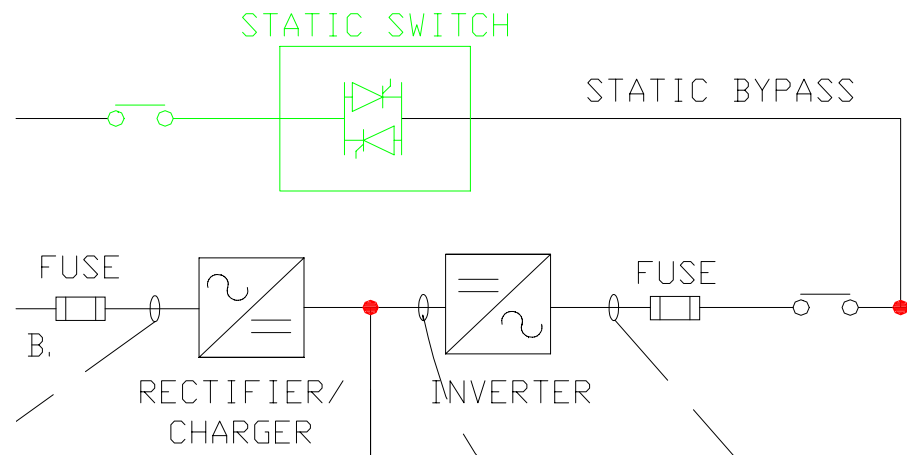 STATIC SWITCH
STATIC BYPASS
FUSE
FUSE
B.
RECTIFIER/
CHARGER
INVERTER